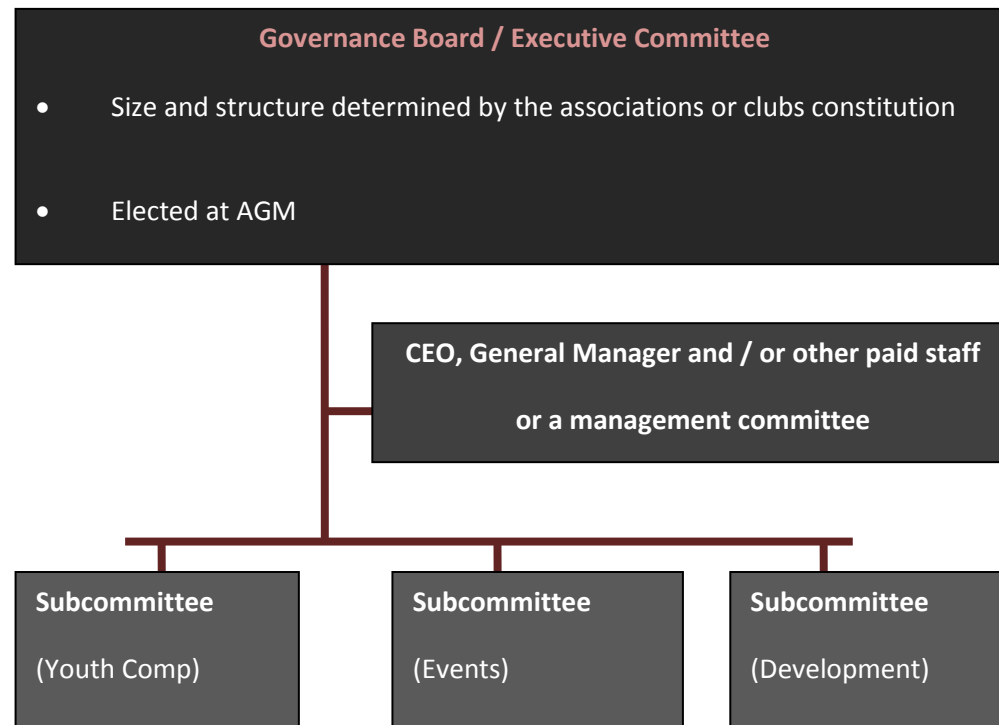 Governance Board / Executive Committee
• Size and structure determined by the associations or clubs constitution
• Elected at AGM
CEO, General Manager and / or other paid staff
or a management committee
Subcommittee
(Youth Comp)
Subcommittee
(Events)
Subcommittee
(Development)